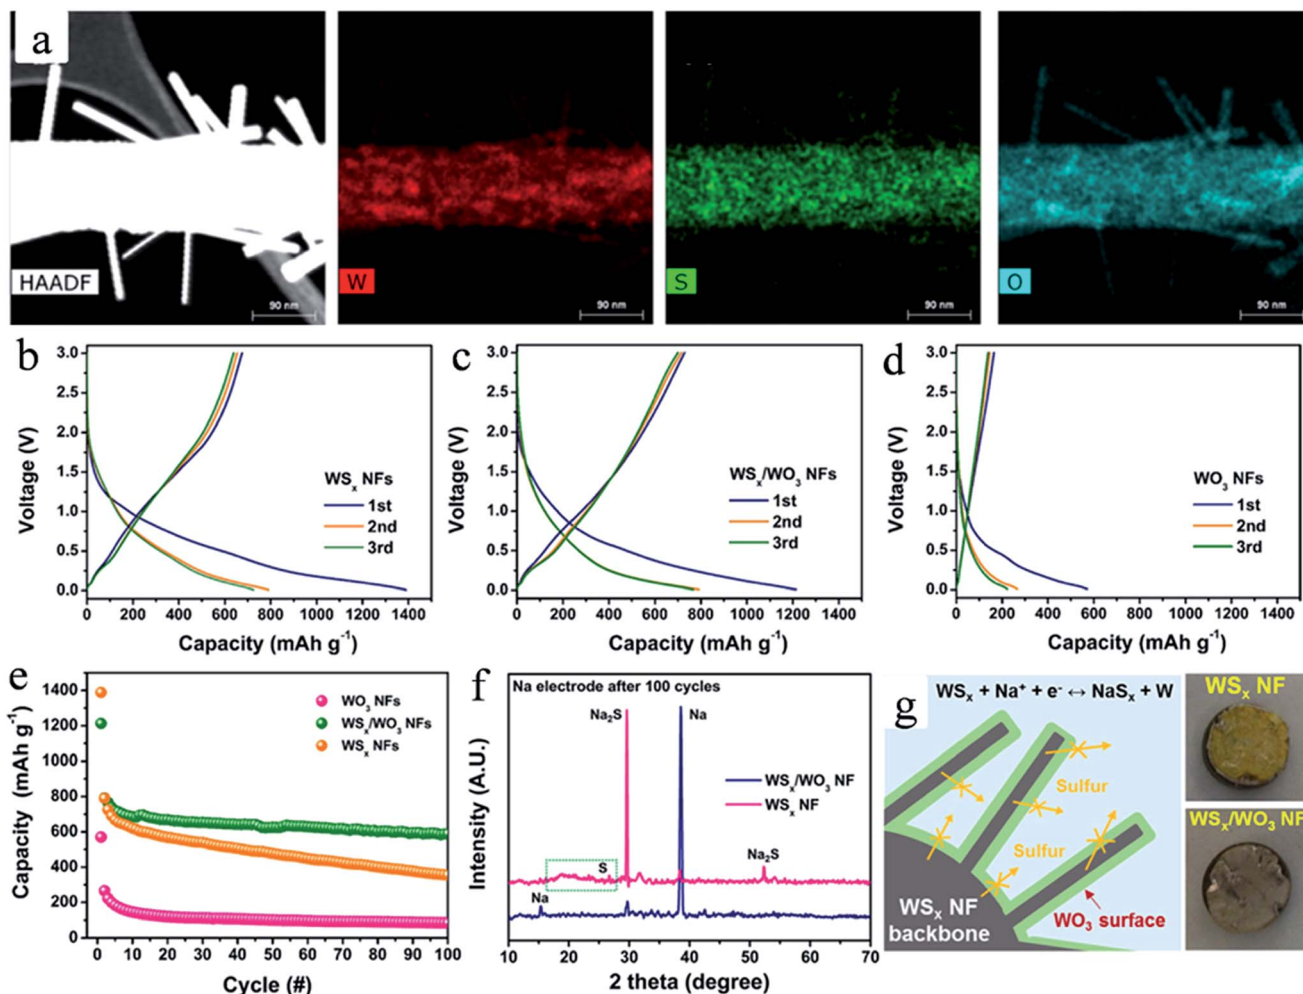 a
HAADF
90 nm
W
90 nm
S
90 nm
O
90 nm
b
3.0
2.5
2.0
1.5
1.0
0.5
0.0
Voltage (V)
WSₓ NFs
1st
2nd
3rd
0 200 400 600 800 1000 1200 1400
Capacity (mAh g⁻¹)
c
3.0
2.5
2.0
1.5
1.0
0.5
0.0
Voltage (V)
WSₓ/WO₃ NFs
1st
2nd
3rd
0 200 400 600 800 1000 1200 1400
Capacity (mAh g⁻¹)
d
3.0
2.5
2.0
1.5
1.0
0.5
0.0
Voltage (V)
WO₃ NFs
1st
2nd
3rd
0 200 400 600 800 1000 1200 1400
Capacity (mAh g⁻¹)
e
1400
1200
1000
800
600
400
200
0
Capacity (mAh g⁻¹)
WO₃ NFs
WSₓ/WO₃ NFs
WSₓ NFs
0 20 40 60 80 100
Cycle (#)
f
Na electrode after 100 cycles
Na₂S
Na
WSₓ/WO₃ NF
WSₓ NF
S
Na₂S
Na
Intensity (A.U.)
10 20 30 40 50 60 70
2 theta (degree)
g
WSₓ + Na⁺ + e⁻ ↔ NaSₓ + W
Sulfur
Sulfur
WSₓ NF
backbone
WO₃ surface
WSₓ NF
WSₓ/WO₃ NF